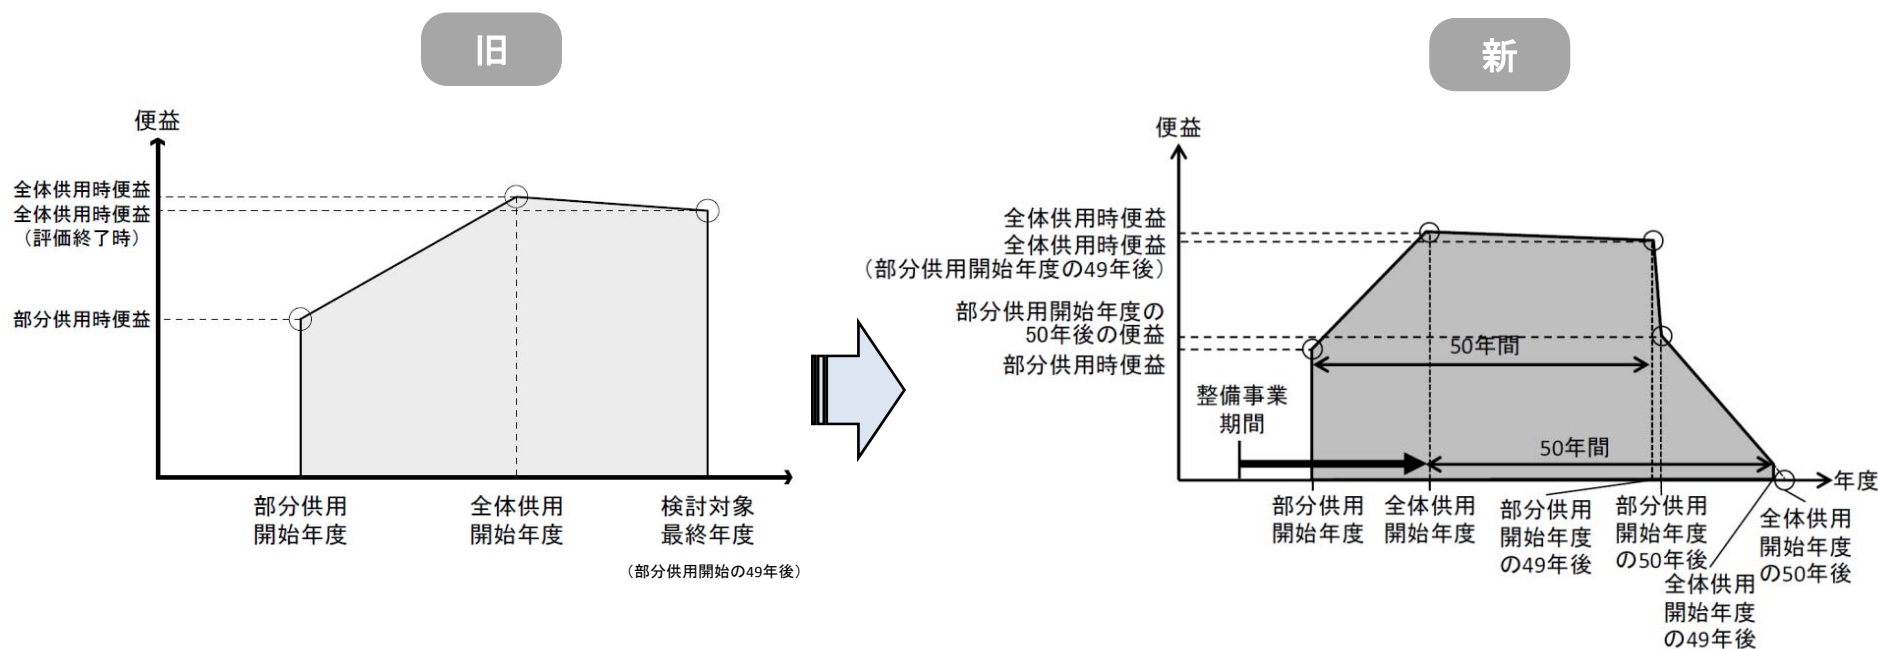 旧
便益
全体供用時便益
全体供用時便益
（評価終了時）
部分供用時便益
部分供用
開始年度
全体供用
開始年度
検討対象
最終年度
（部分供用開始の49年後）
新
便益
全体供用時便益
全体供用時便益
（部分供用開始年度の49年後）
部分供用開始年度の
50年後の便益
部分供用時便益
50年間
整備事業
期間
50年間
年度
部分供用
開始年度
全体供用
開始年度
部分供用
開始年度
の49年後
部分供用
開始年度
の50年後
全体供用
開始年度
の49年後
全体供用
開始年度
の50年後